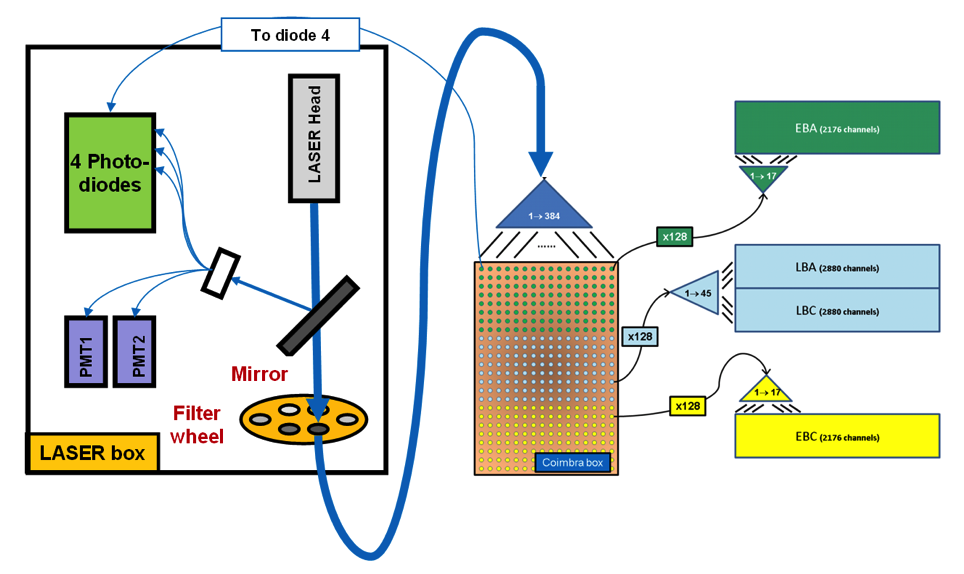 To diode 4
LASER Head
4 Photo-
diodes
PMT1
PMT2
Mirror
Filter
wheel
LASER box
1→ 384
......
Coimbra box
x128
1→ 17
EBA (2176 channels)
x128
1→ 45
LBA (2880 channels)
LBC (2880 channels)
x128
1→ 17
EBC (2176 channels)